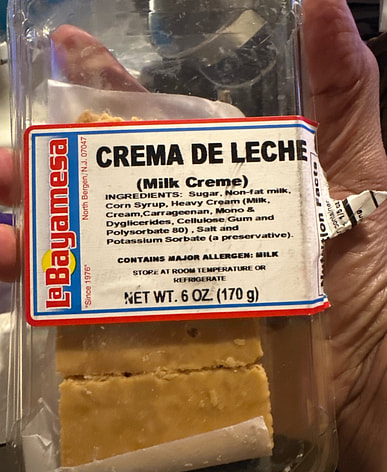 CREMA DE LECHE
(Milk Creme)
INGREDIENTS: Sugar, Non-fat milk,
Corn Syrup, Heavy Cream (Milk,
Cream,Carrageenan, Mono &
Dyglicerides, Cellulose Gum and
Polysorbate 80) , Salt and
Potassium Sorbate (a preservative).
CONTAINS MAJOR ALLERGEN: MILK
STORE AT ROOM TEMPERATURE OR
REFRIGERATE
NET WT. 6 OZ. (170 g)
La Bayamesa
"Since 1976"
North Bergen, N.J. 07047
Facts